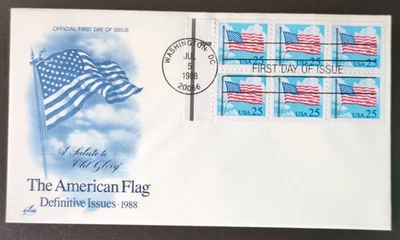 OFFICIAL FIRST DAY OF ISSUE
WASHINGTON, DC
JUL
5
1988
20066
FIRST DAY OF ISSUE
USA 25
USA 25
USA 25
USA 25
USA 25
USA 25
"A Salute to
Old Glory"
The American Flag
Definitive Issues-1988